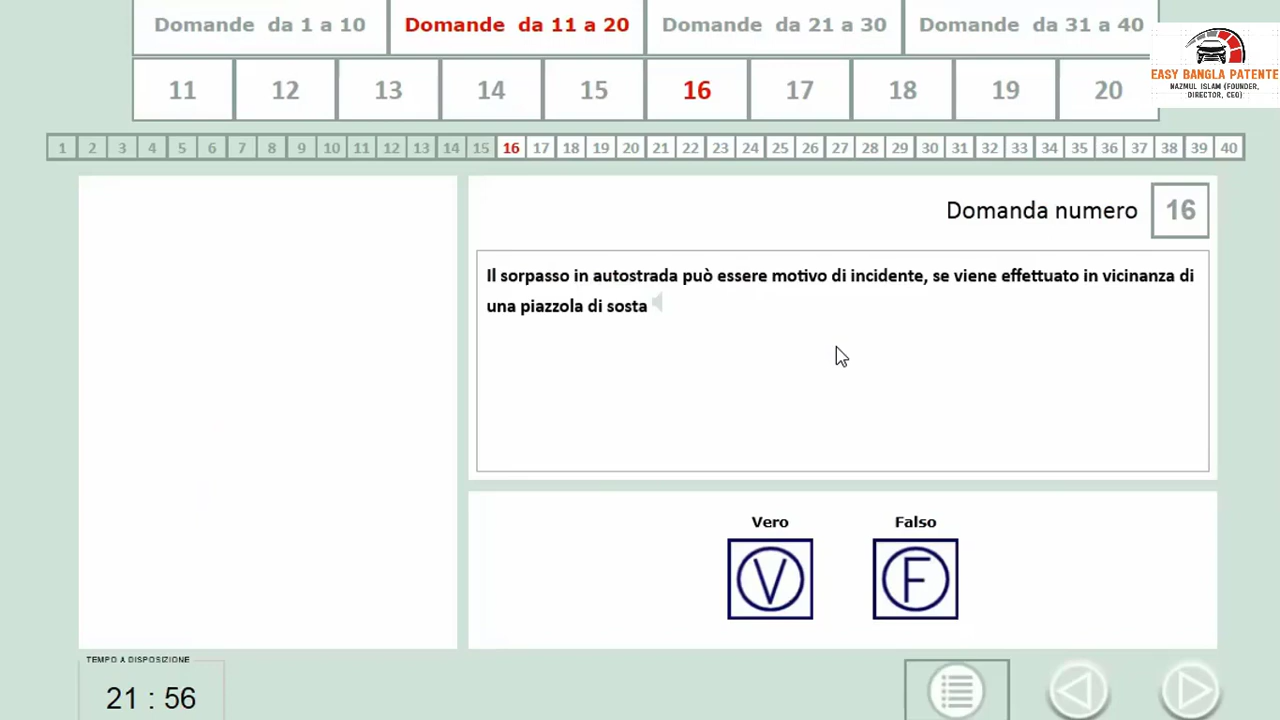 Domande da 1 a 10 Domande da 11 a 20 Domande da 21 a 30 Domande da 31 a 40
11 12 13 14 15 16 17 18 19 20
EASY BANGLA PATENTE
NAZMUL ISLAM (FOUNDER,
DIRECTOR, CEO)
1 2 3 4 5 6 7 8 9 10 11 12 13 14 15 16 17 18 19 20 21 22 23 24 25 26 27 28 29 30 31 32 33 34 35 36 37 38 39 40
Domanda numero 16
Il sorpasso in autostrada può essere motivo di incidente, se viene effettuato in vicinanza di
una piazzola di sosta
Vero Falso
V F
TEMPO A DISPOSIZIONE
21 : 56